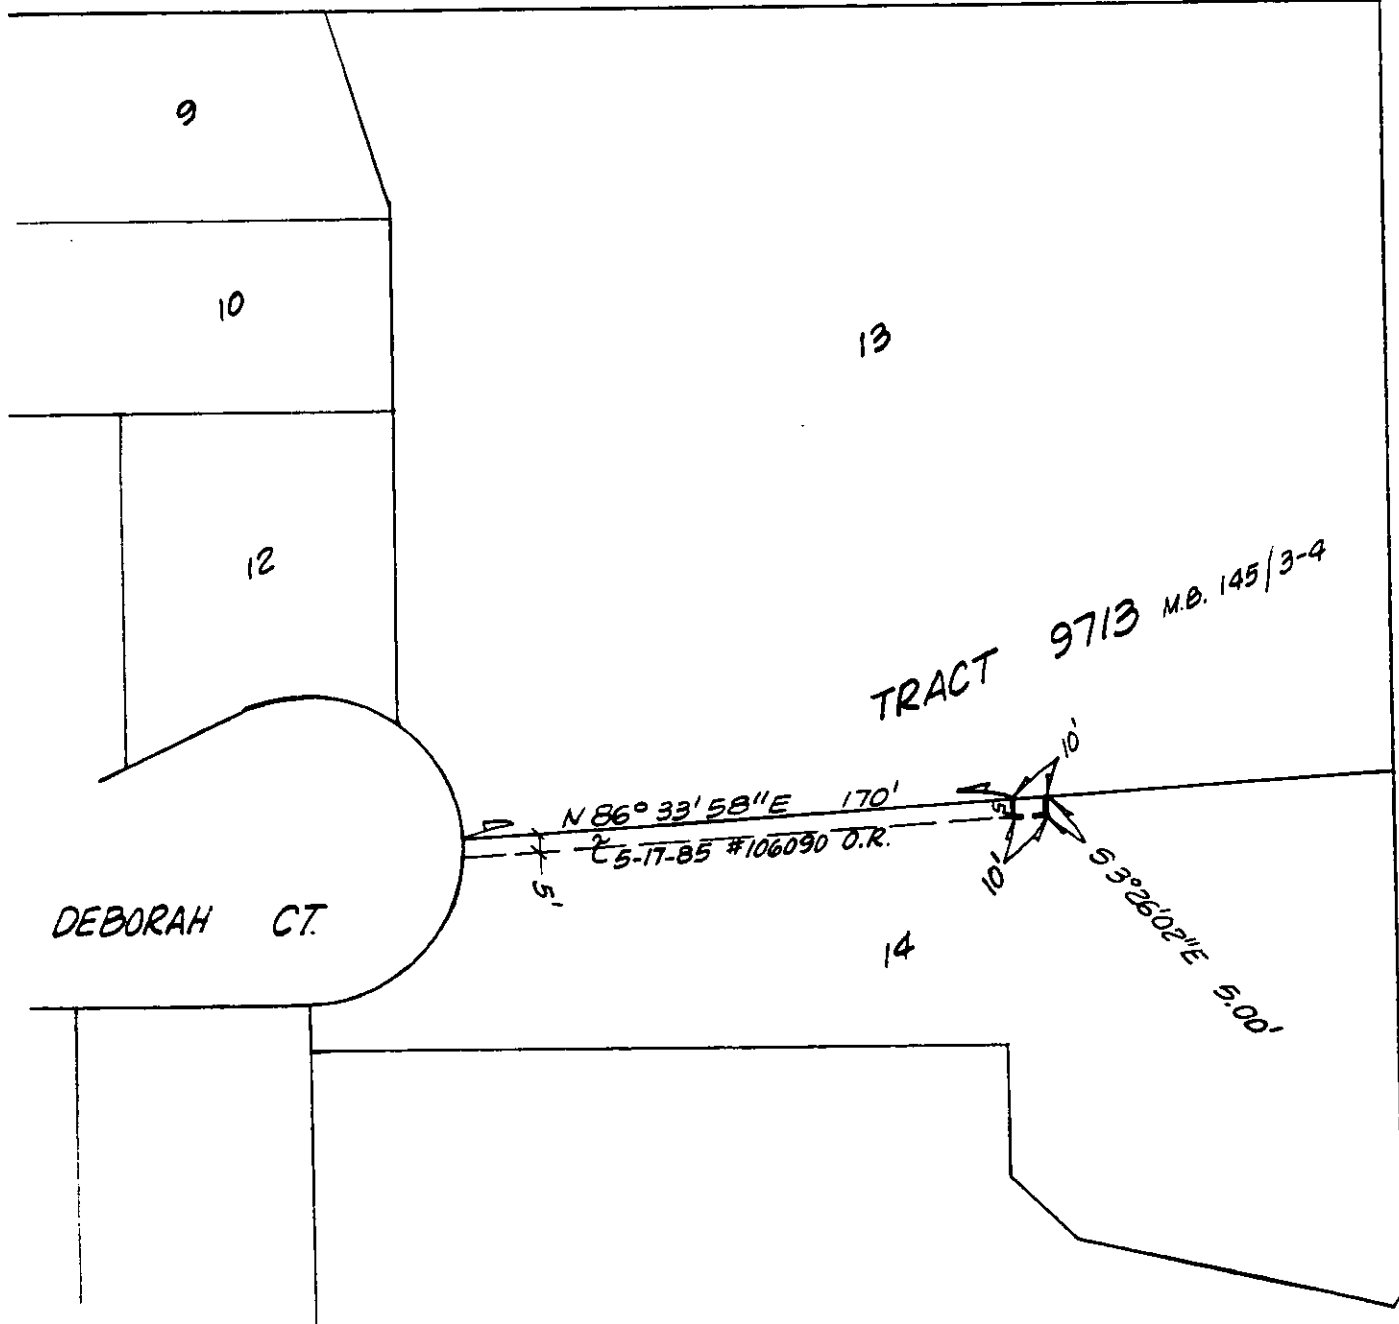 9
10
13
12
TRACT 9713 M.B. 145/3-4
10'
N 86° 33' 58" E 170'
5'
℄ 5-17-85 #106090 O.R.
5'
10'
S 3° 26' 02" E 5.00'
DEBORAH CT.
14